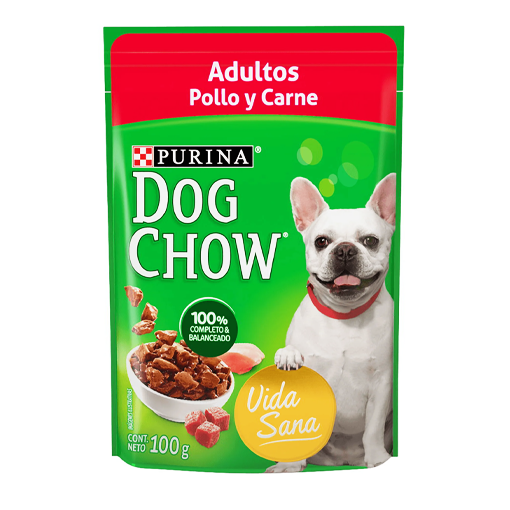 Adultos
Pollo y Carne
PURINA®
DOG
CHOW®
100%
COMPLETO &
BALANCEADO
Vida
Sana
CONT.
NETO 100 g